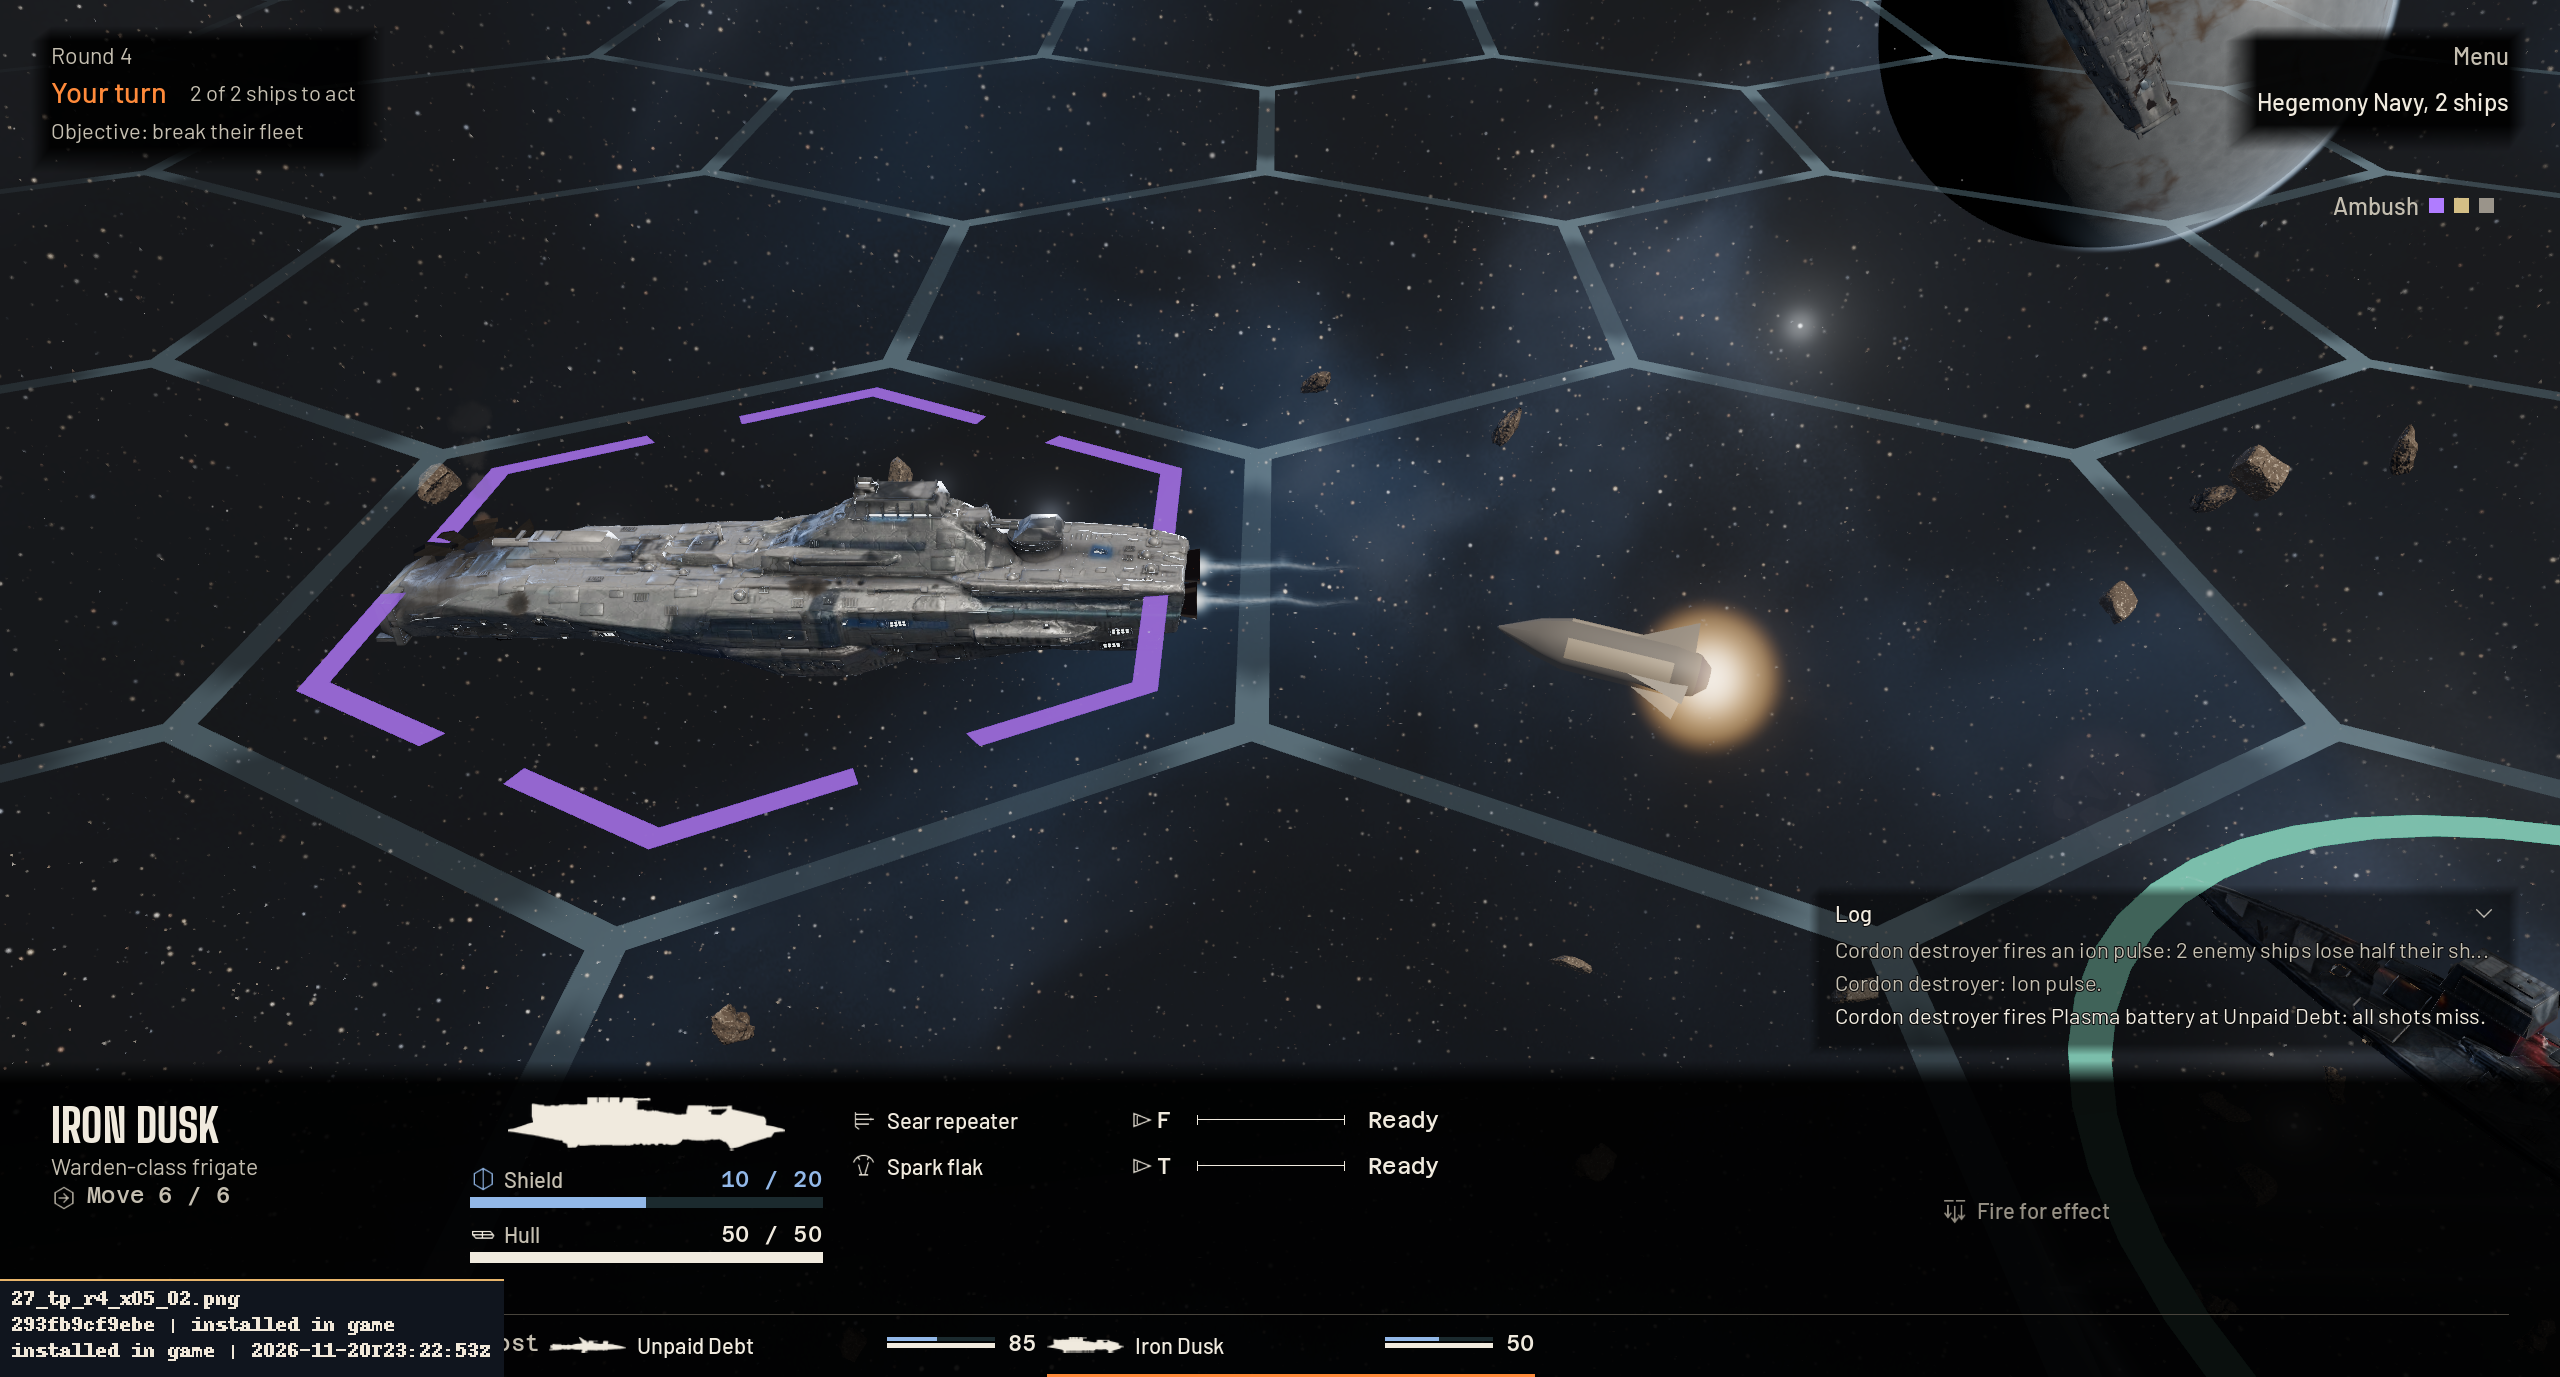 Round 4
Your turn 2 of 2 ships to act
Objective: break their fleet
Menu
Hegemony Navy, 2 ships
Ambush
Log
Cordon destroyer fires an ion pulse: 2 enemy ships lose half their sh...
Cordon destroyer: Ion pulse.
Cordon destroyer fires Plasma battery at Unpaid Debt: all shots miss.
IRON DUSK
Warden-class frigate
Move 6 / 6
Shield 10 / 20
Hull 50 / 50
Sear repeater F Ready
Spark flak T Ready
Fire for effect
27_tp_r4_x05_02.png
293fb9cf9ebe | installed in game
installed in game | 2026-11-20T23:22:53Z
ost Unpaid Debt 85 Iron Dusk 50